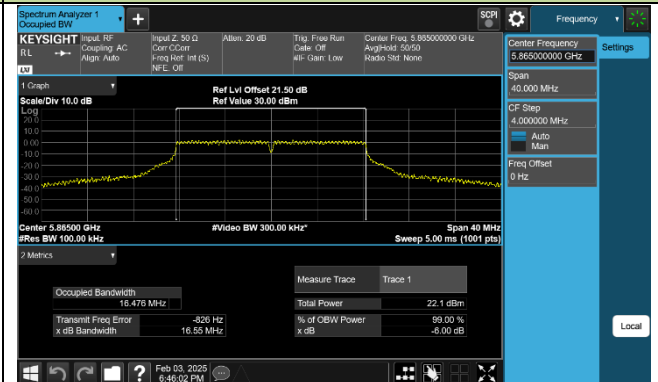 Spectrum Analyzer 1
Occupied BW
SCPI
Frequency
KEYSIGHT
RL
LXI
Input: RF
Coupling: AC
Align: Auto
Input Z: 50 Ω
Corr CCorr
Freq Ref: Int (S)
NFE: Off
Atten: 20 dB
Trig: Free Run
Gate: Off
#IF Gain: Low
Center Freq: 5.865000000 GHz
Avg|Hold: 50/50
Radio Std: None
Center Frequency
5.865000000 GHz
Settings
Span
40.000 MHz
CF Step
4.000000 MHz
Auto
Man
Freq Offset
0 Hz
Local
1 Graph
Scale/Div 10.0 dB
Ref Lvl Offset 21.50 dB
Ref Value 30.00 dBm
Log
20.0
10.0
0.00
-10.0
-20.0
-30.0
-40.0
-50.0
-60.0
Center 5.86500 GHz
#Video BW 300.00 kHz*
Span 40 MHz
#Res BW 100.00 kHz
Sweep 5.00 ms (1001 pts)
2 Metrics
Measure Trace
Trace 1
Occupied Bandwidth
16.476 MHz
Total Power
22.1 dBm
Transmit Freq Error
-826 Hz
% of OBW Power
99.00 %
x dB Bandwidth
16.55 MHz
x dB
-6.00 dB
?
Feb 03, 2025
6:46:02 PM